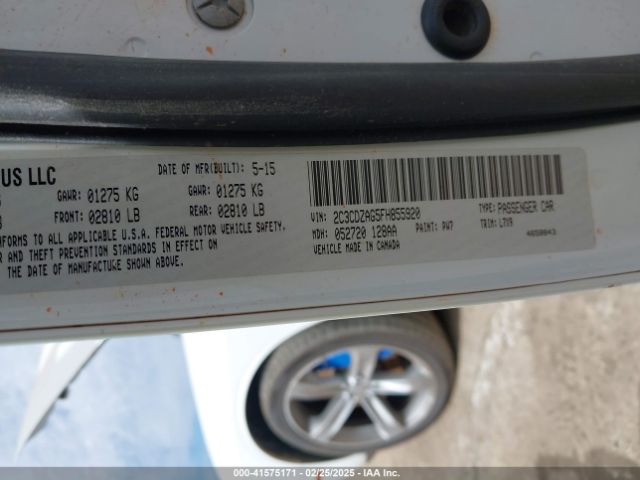 US LLC
DATE OF MFR(BUILT): 5-15
GAWR: 01275 KG GAWR: 01275 KG
FRONT: 02810 LB REAR: 02810 LB
TO ALL APPLICABLE U.S.A. FEDERAL MOTOR VEHICLE SAFETY,
AND THEFT PREVENTION STANDARDS IN EFFECT ON
THE DATE OF MANUFACTURE SHOWN ABOVE.
VIN: 2C3CDZAG5FH855920 TYPE: PASSENGER CAR
MDH: 052720 128AA PAINT: PW7 TRIM: L7V9
VEHICLE MADE IN CANADA
000-41575171 - 02/25/2025 - IAA Inc.